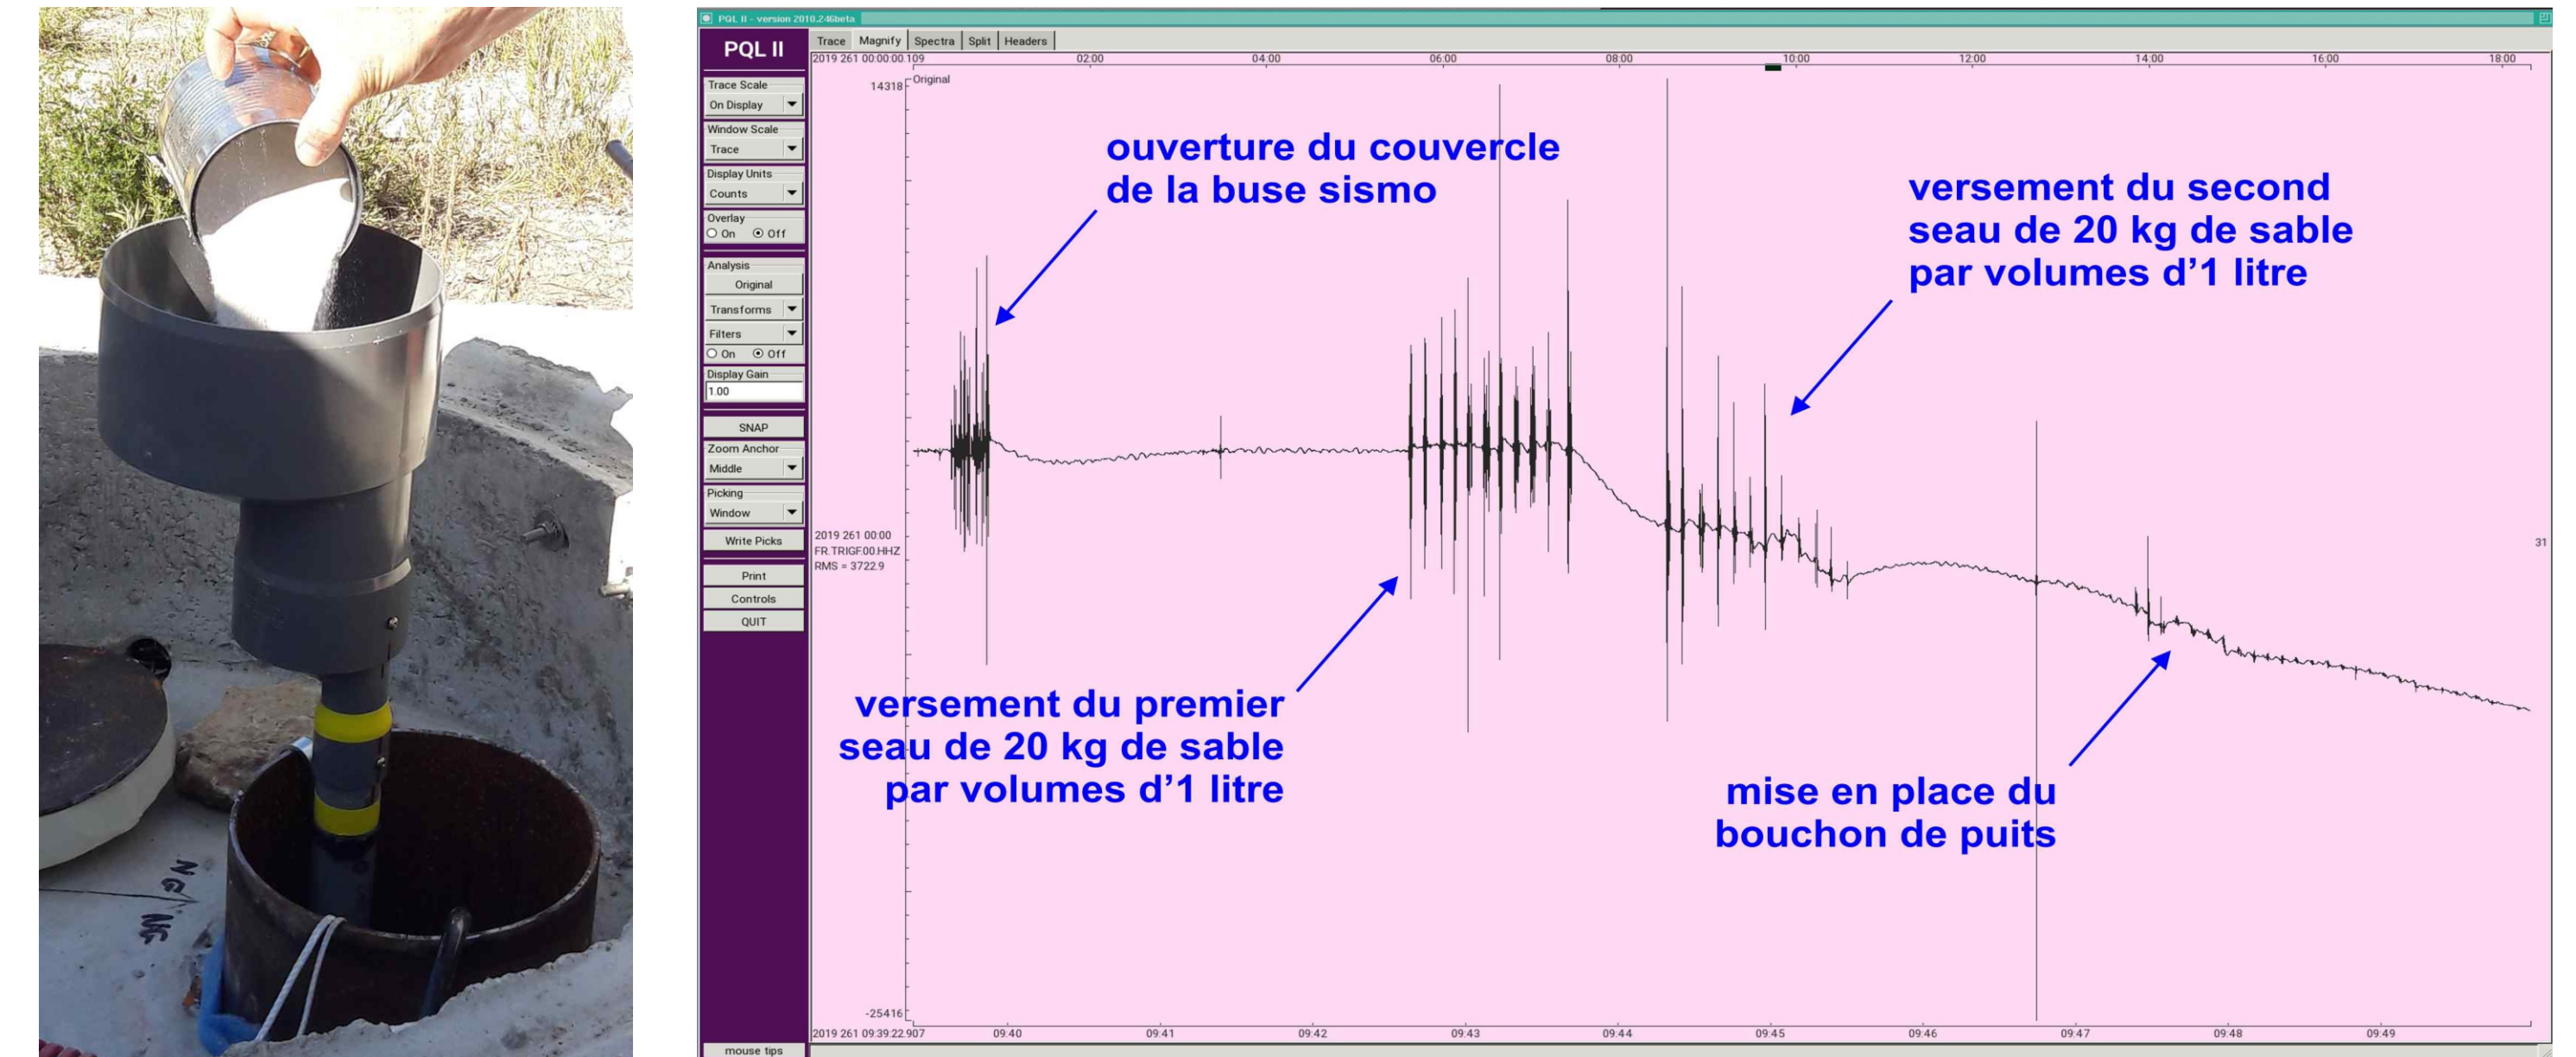 PQL II - version 2010.246beta
PQL II
Trace Magnify Spectra Split Headers
2019 261 00:00:00.109 02:00 04:00 06:00 08:00 10:00 12:00 14:00 16:00 18:00
Trace Scale
On Display
Window Scale
Trace
Display Units
Counts
Overlay
On Off
Analysis
Original
Transforms
Filters
On Off
Display Gain
1.00
SNAP
Zoom Anchor
Middle
Picking
Window
Write Picks
Print
Controls
QUIT
mouse tips
Original
14318
ouverture du couvercle
de la buse sismo
versement du second
seau de 20 kg de sable
par volumes d’1 litre
2019 261 00:00
FR.TRIGF.00.HHZ
RMS = 3722.9
31
versement du premier
seau de 20 kg de sable
par volumes d’1 litre
mise en place du
bouchon de puits
-25416
2019 261 09:39:22.907 09:40 09:41 09:42 09:43 09:44 09:45 09:46 09:47 09:48 09:49
NG
NG